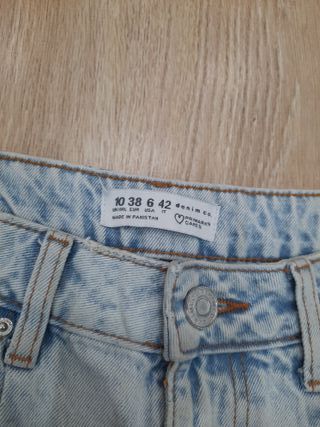 10 38 6 42 denim co.
UK/IRL EUR USA IT
MADE IN PAKISTAN
PRIMARK CARES